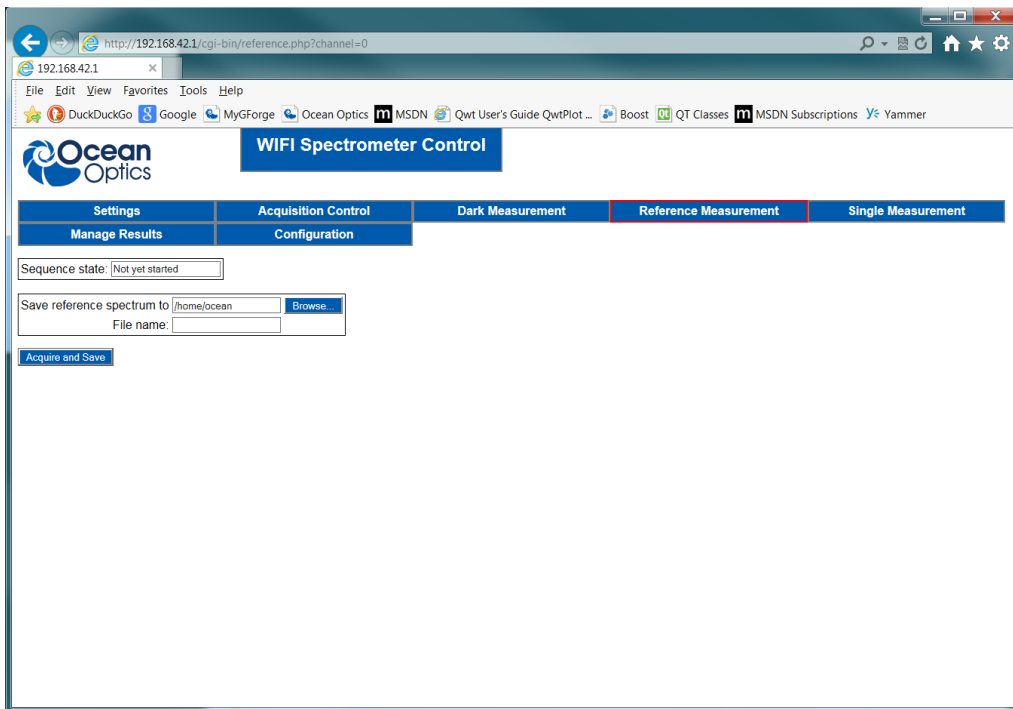 http://192.168.42.1/cgi-bin/reference.php?channel=0
192.168.42.1
File Edit View Favorites Tools Help
DuckDuckGo Google MyGForge Ocean Optics MSDN Qwt User's Guide QwtPlot ... Boost QT Classes MSDN Subscriptions Yammer
Ocean
Optics
WIFI Spectrometer Control
Settings Acquisition Control Dark Measurement Reference Measurement Single Measurement
Manage Results Configuration
Sequence state: Not yet started
Save reference spectrum to /home/ocean Browse...
File name:
Acquire and Save